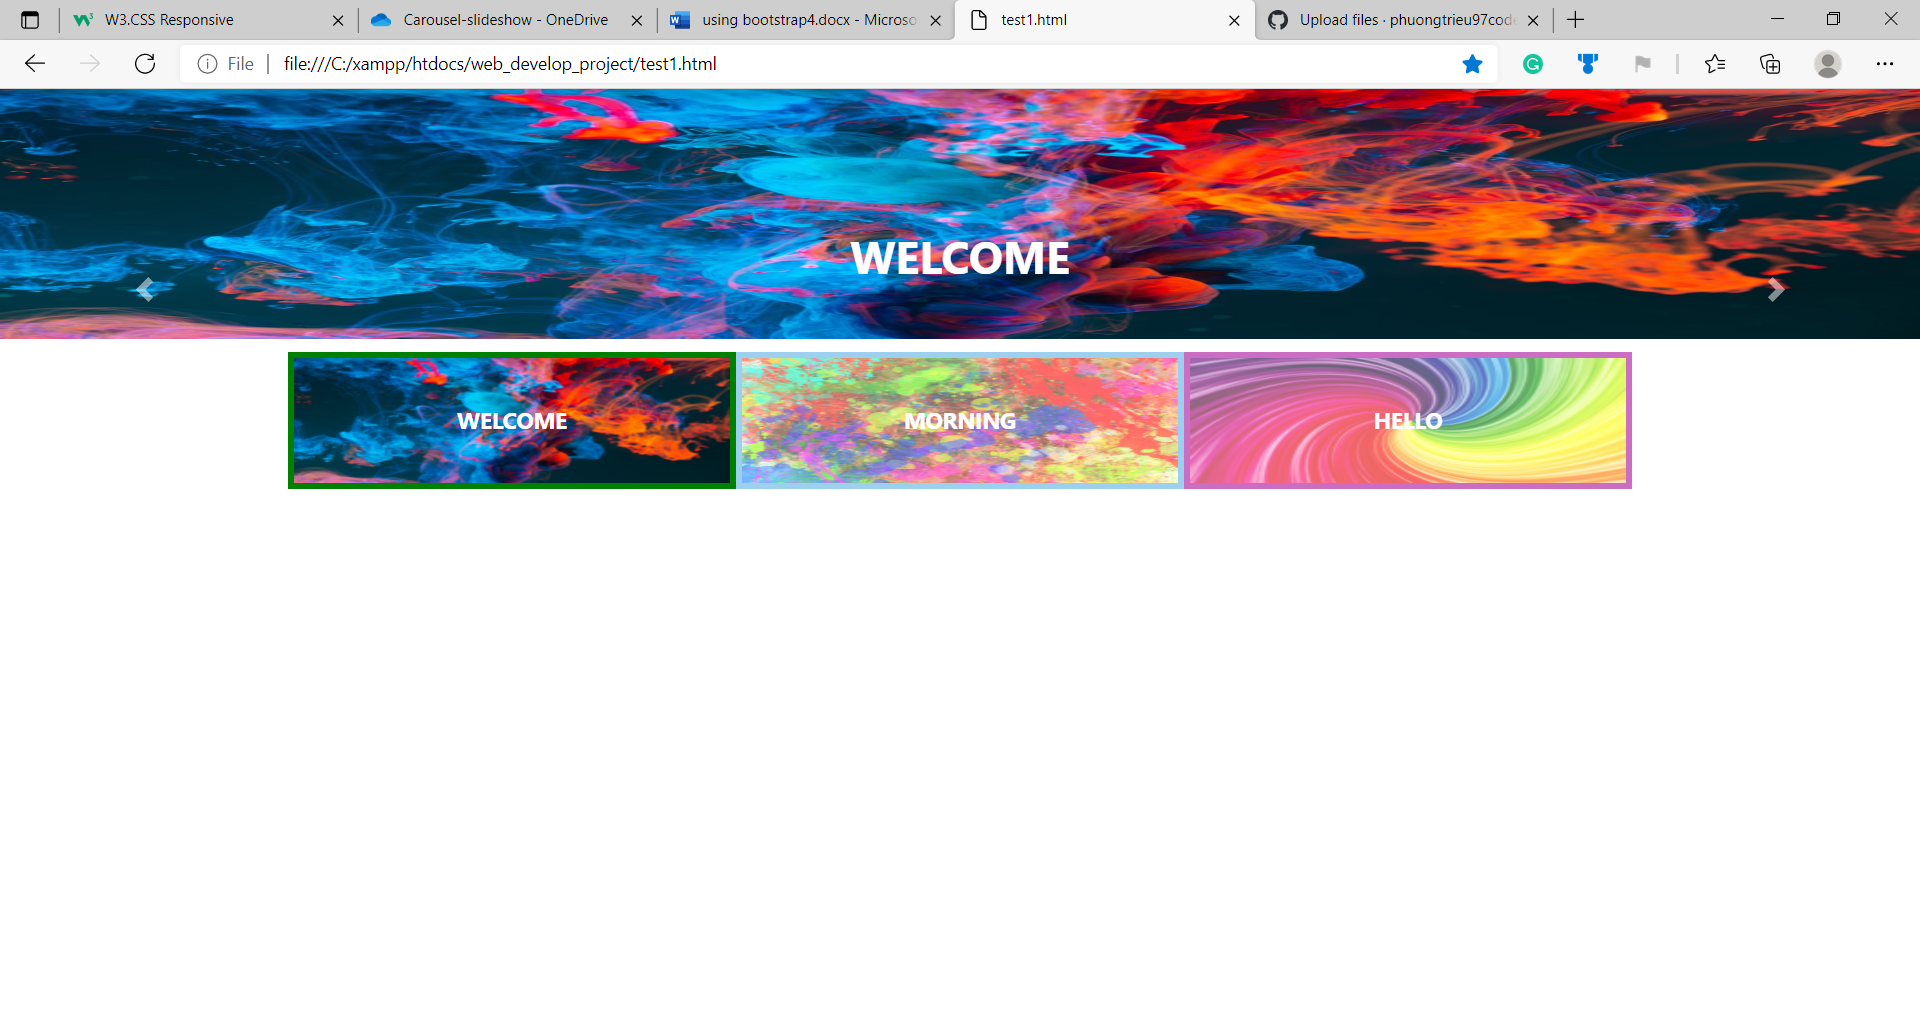 W3.CSS Responsive
Carousel-slideshow - OneDrive
using bootstrap4.docx - Microso
test1.html
Upload files · phuongtrieu97code
File
file:///C:/xampp/htdocs/web_develop_project/test1.html
WELCOME
WELCOME
MORNING
HELLO